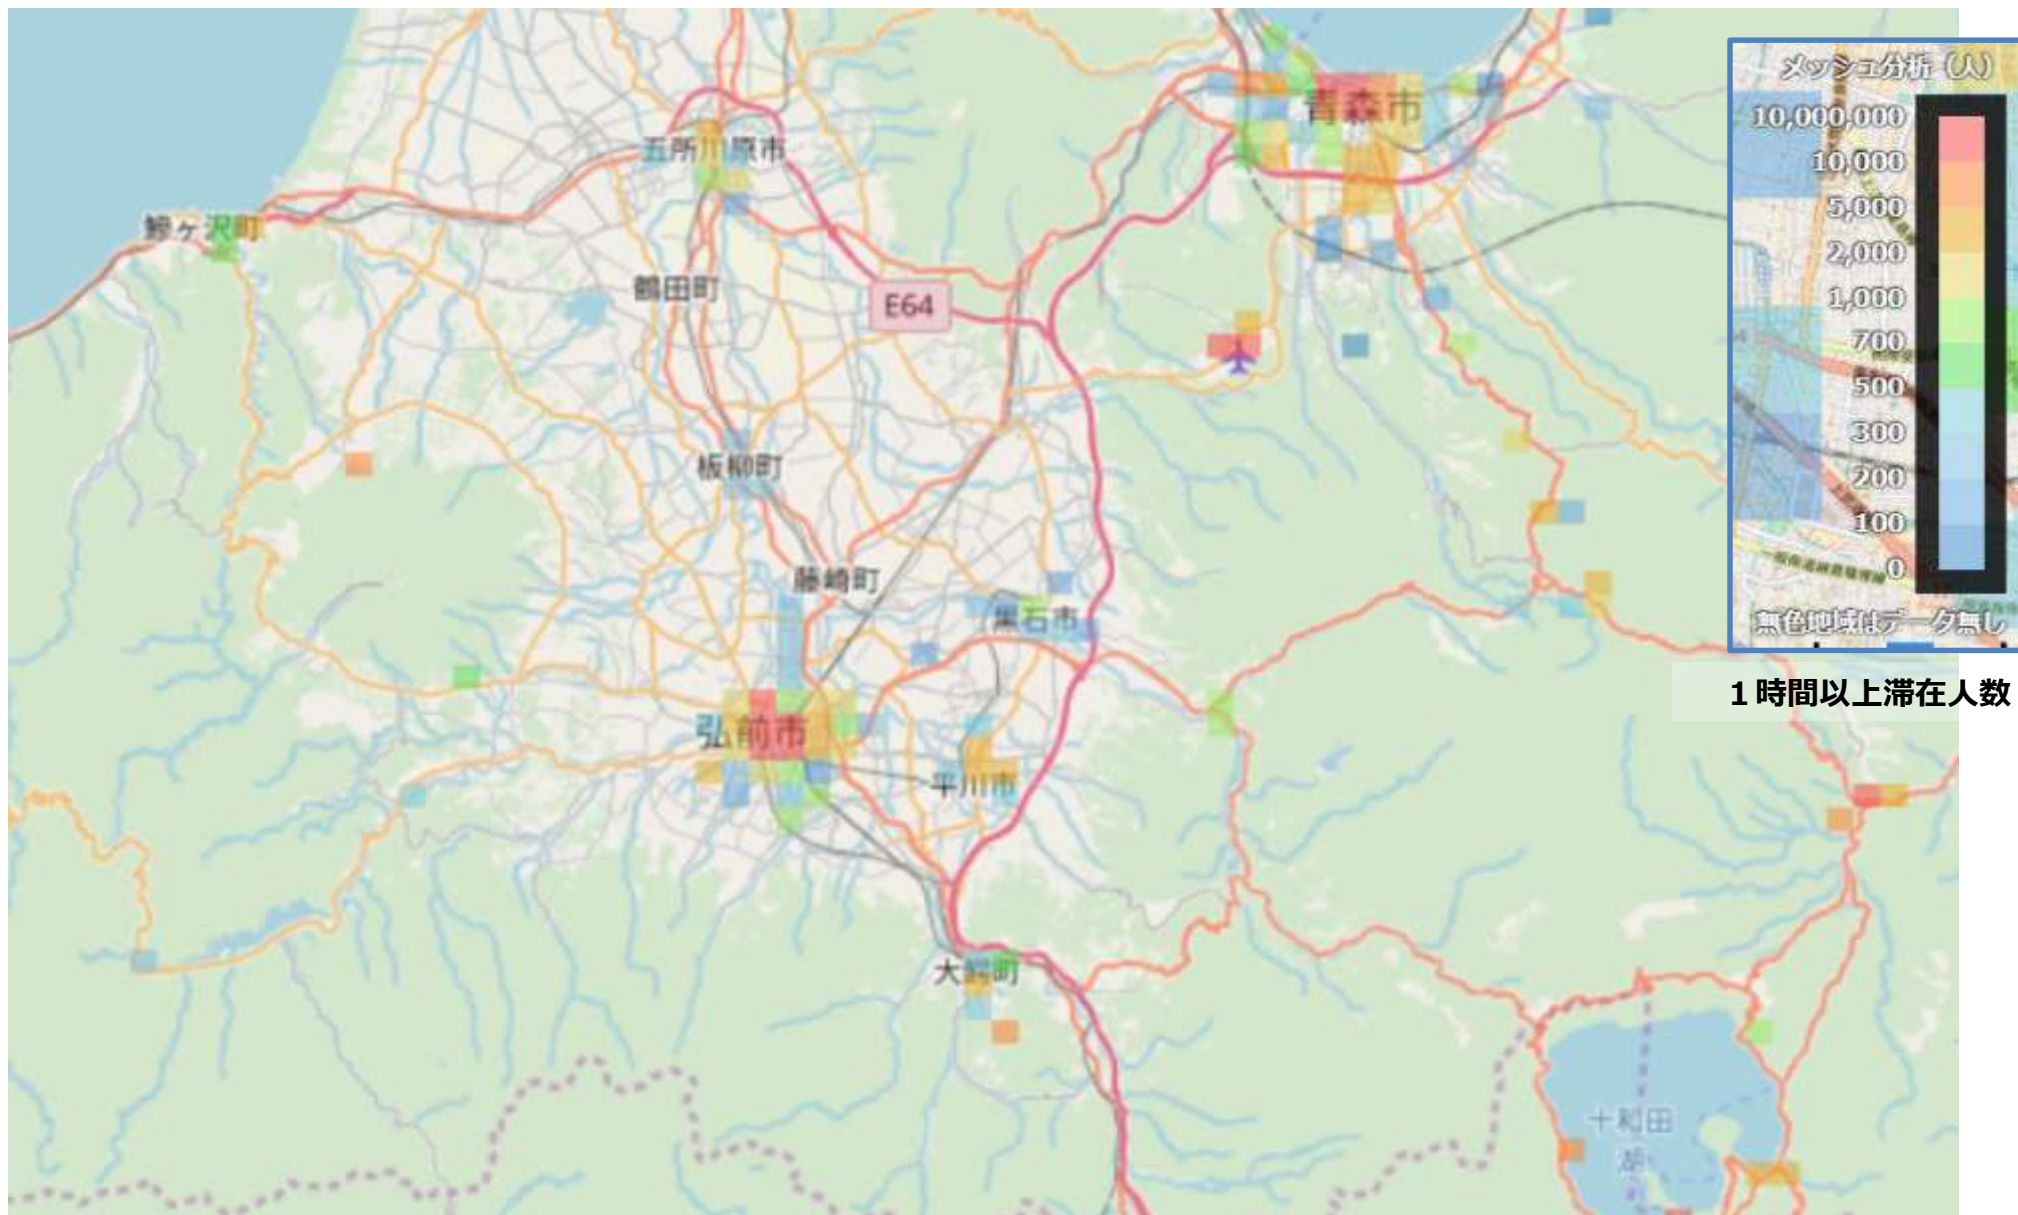 青森市
五所川原市
鰺ヶ沢町
鶴田町
E64
板柳町
藤崎町
黒石市
弘前市
平川市
大鰐町
十和田
湖
メッシュ分析（人）
10,000,000
10,000
5,000
2,000
1,000
700
500
300
200
100
0
無色地域はデータ無し
１時間以上滞在人数